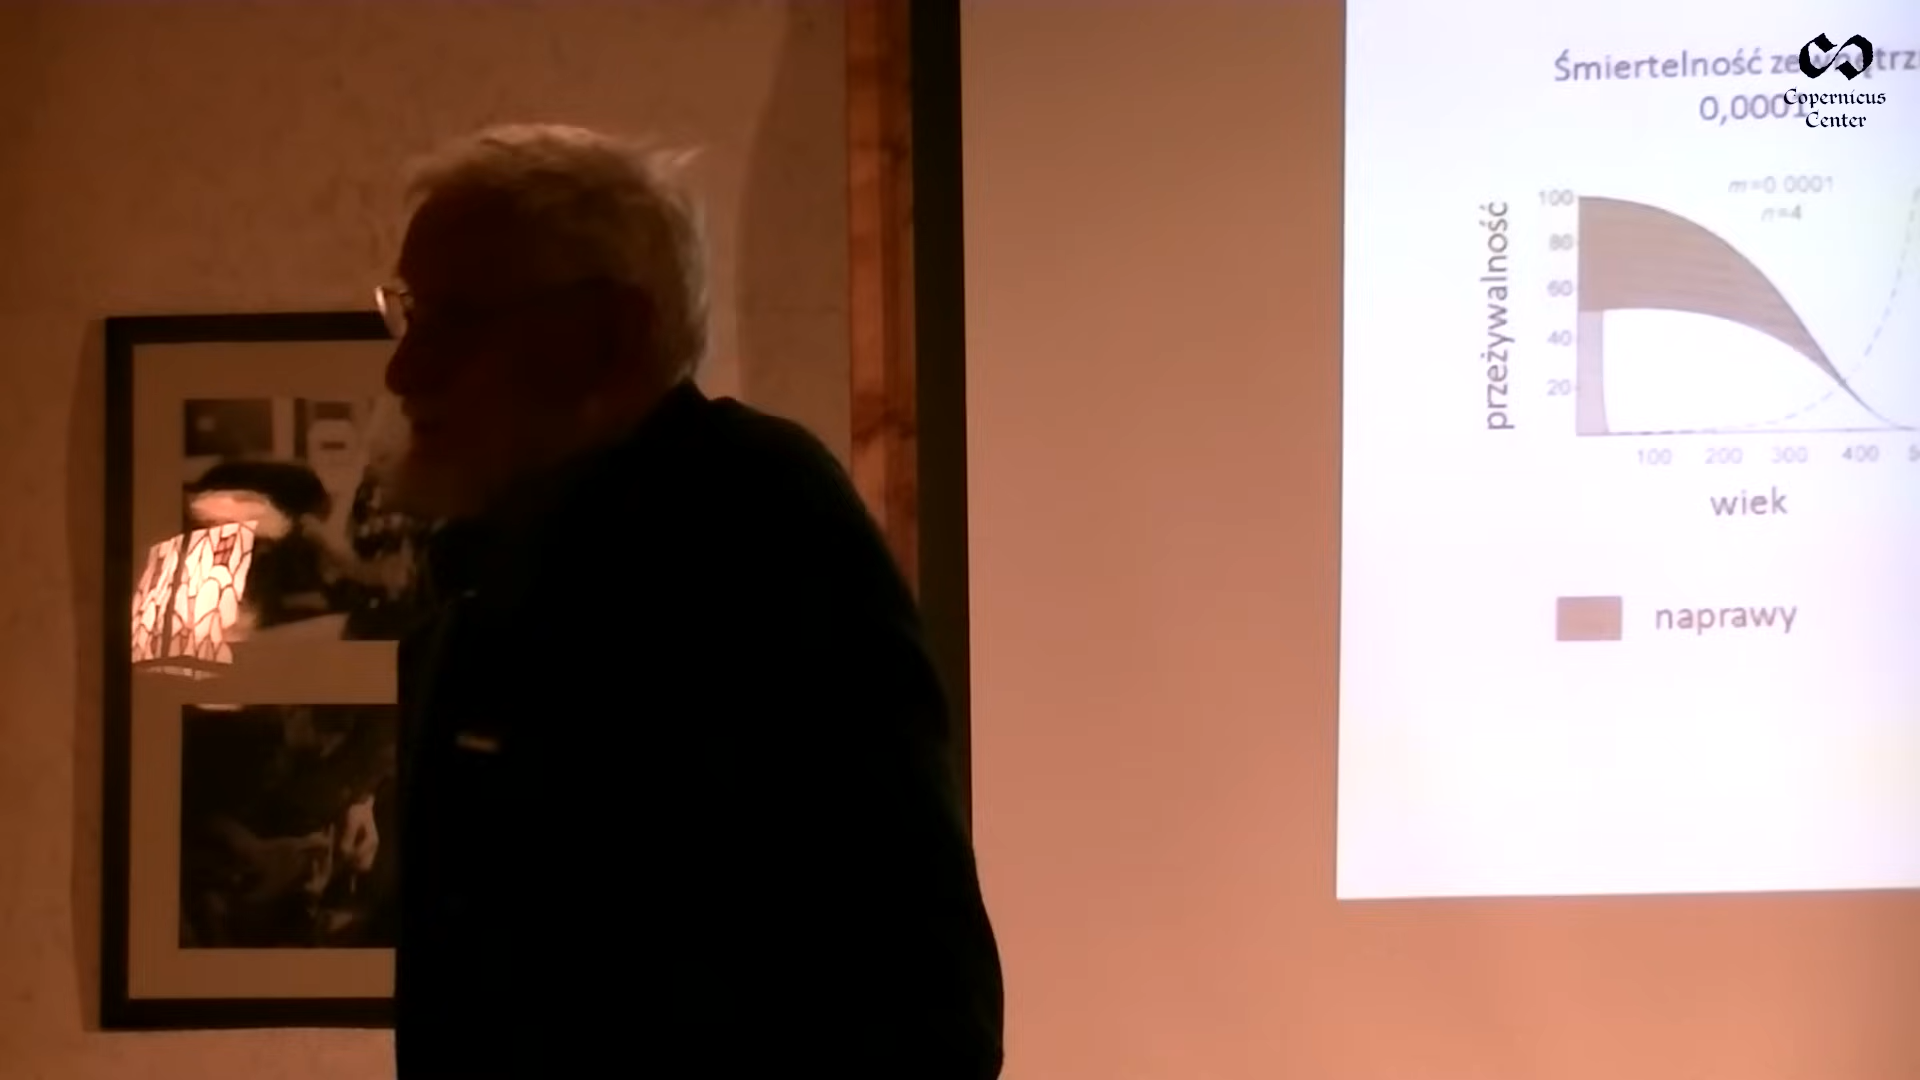 Śmiertelność
0,0001
Copernicus
Center
m=0.0001
n=4
przeżywalność
100
80
60
40
20
100 200 300 400
wiek
naprawy